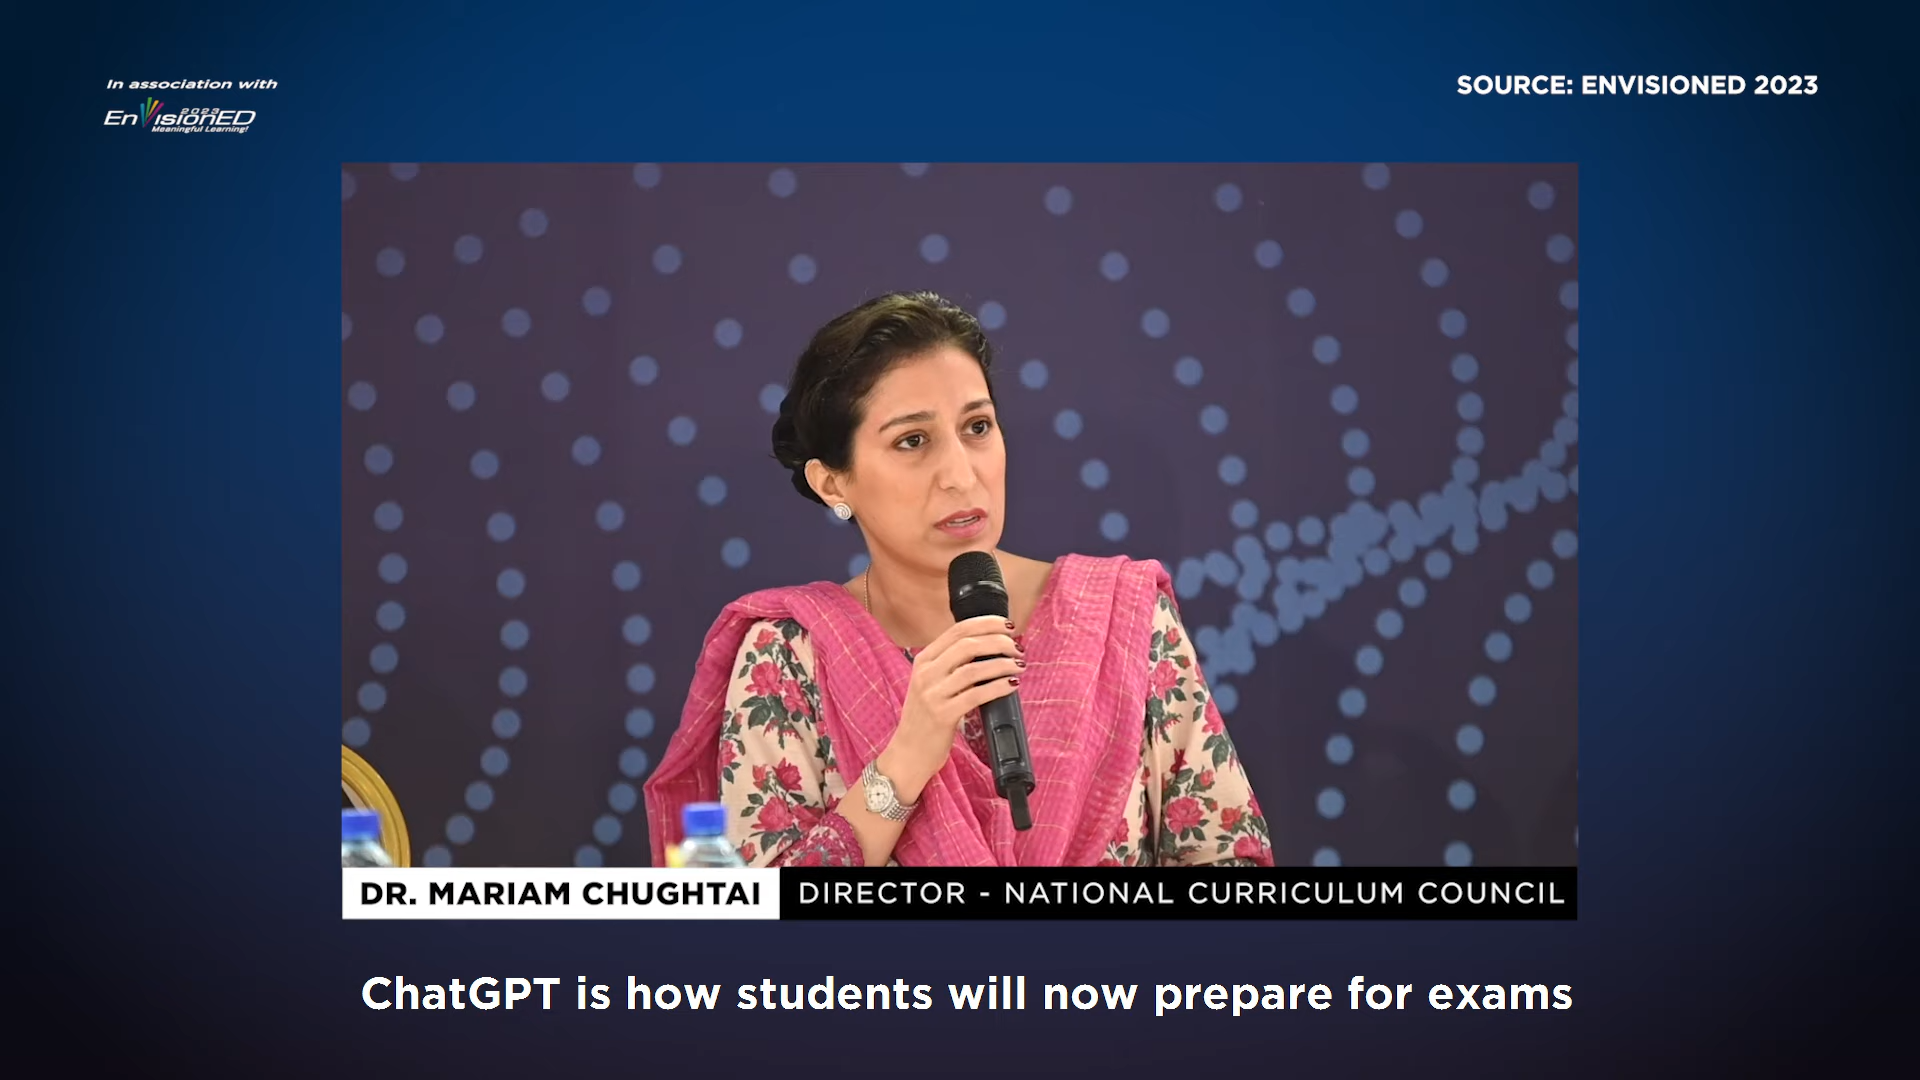 In association with
EnVisionED 2023
Meaningful Learning!
SOURCE: ENVISIONED 2023
DR. MARIAM CHUGHTAI
DIRECTOR - NATIONAL CURRICULUM COUNCIL
ChatGPT is how students will now prepare for exams